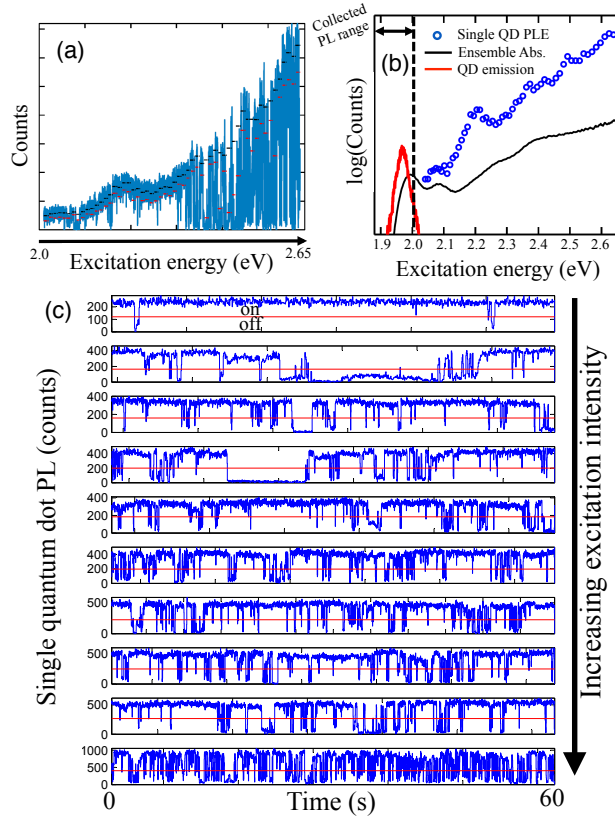 Collected
PL range
(a)
Counts
2.0
2.65
Excitation energy (eV)
(b)
Single QD PLE
Ensemble Abs.
QD emission
log(Counts)
1.9 2.0 2.1 2.2 2.3 2.4 2.5 2.6
Excitation energy (eV)
(c)
Single quantum dot PL (counts)
200
100
0
on
off
400
200
0
400
200
0
400
200
0
400
200
0
400
200
0
500
0
500
0
500
0
1000
500
0
0
Time (s)
60
Increasing excitation intensity